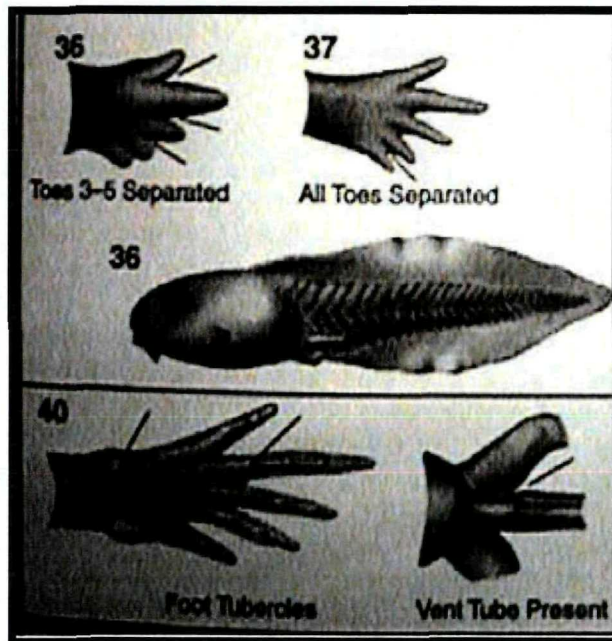 36 37
Toes 3-5 Separated All Toes Separated
36
40
Foot Tubercles Vent Tube Present